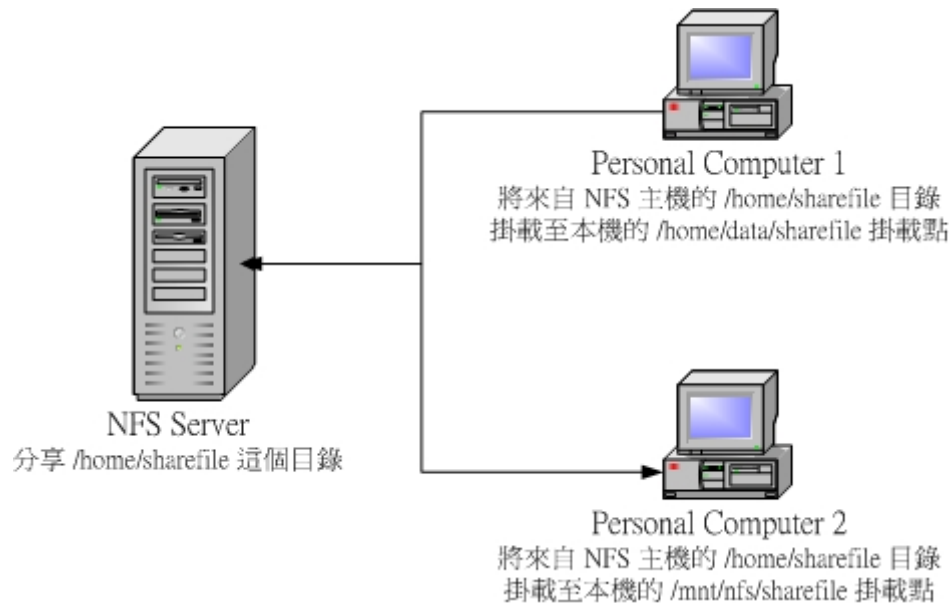 Personal Computer 1
將來自 NFS 主機的 /home/sharefile 目錄
掛載至本機的 /home/data/sharefile 掛載點
NFS Server
分享 /home/sharefile 這個目錄
Personal Computer 2
將來自 NFS 主機的 /home/sharefile 目錄
掛載至本機的 /mnt/nfs/sharefile 掛載點